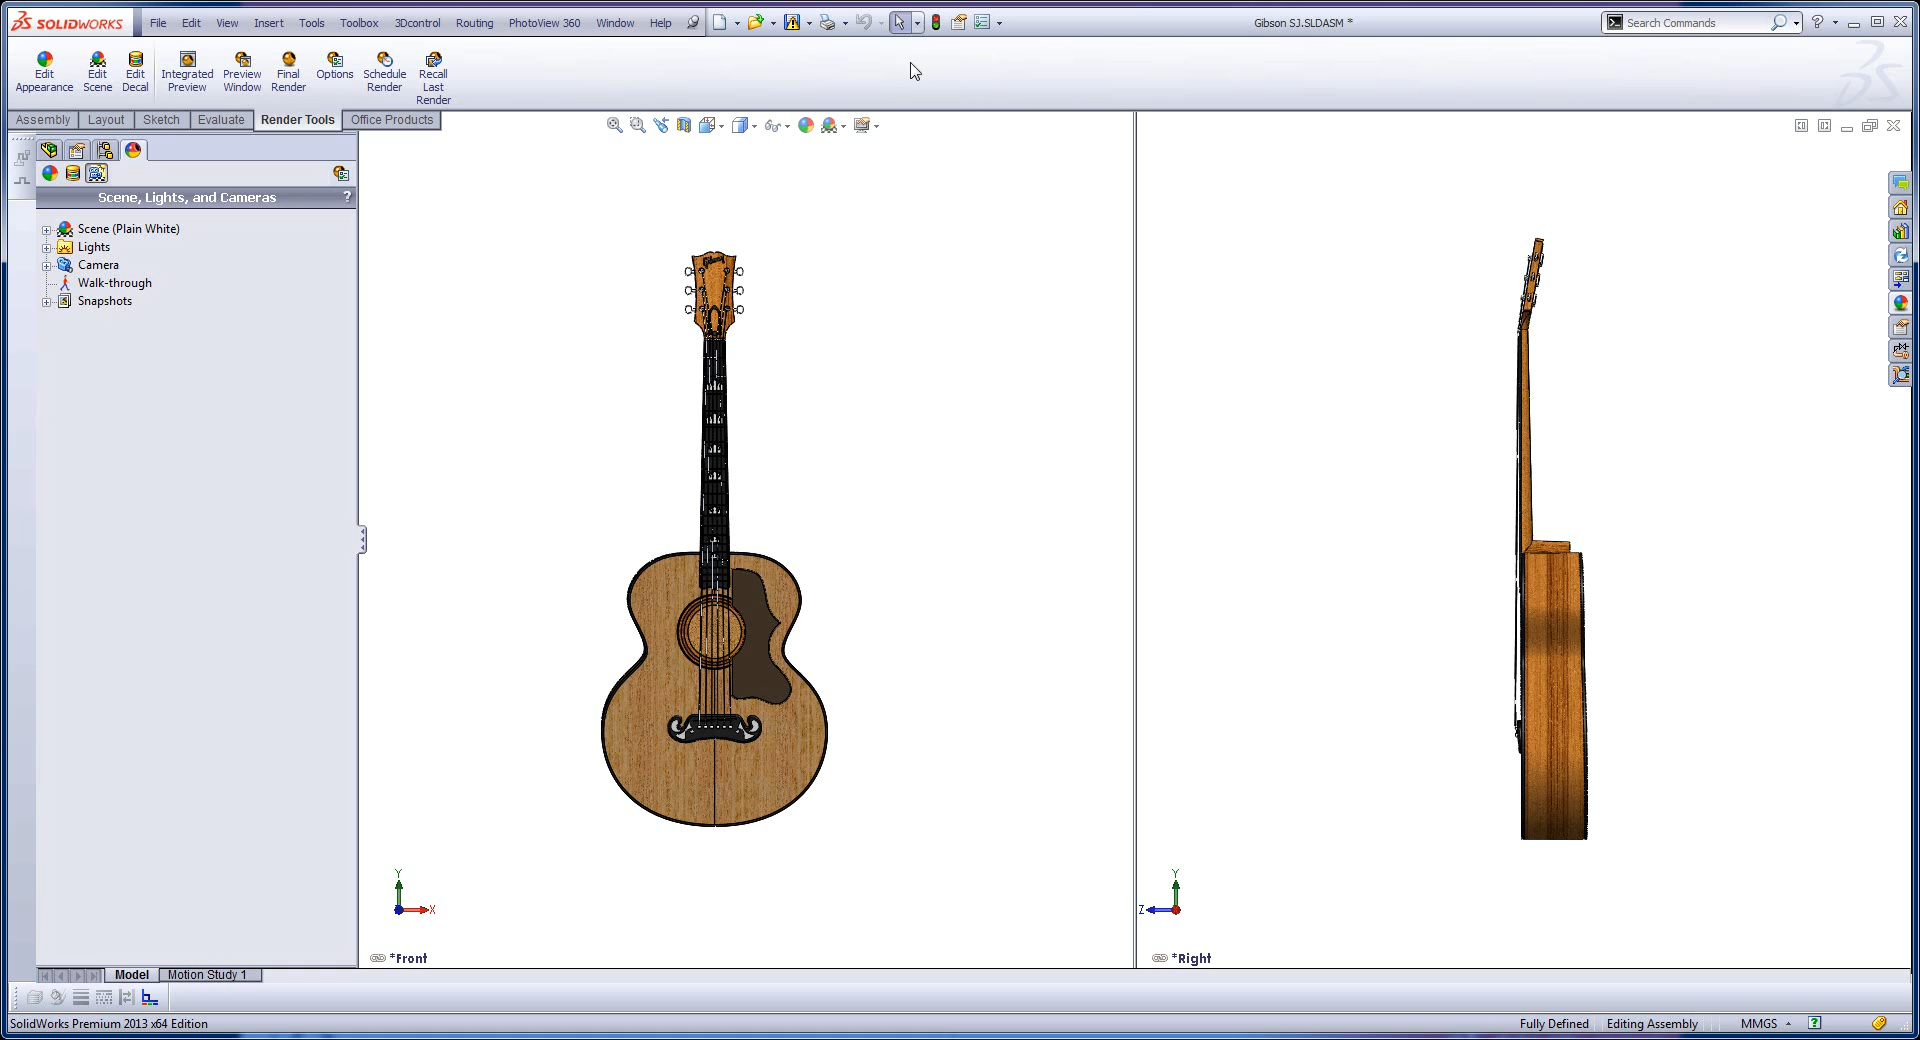 SOLIDWORKS File Edit View Insert Tools Toolbox 3Dcontrol Routing PhotoView 360 Window Help Gibson SJ.SLDASM * Search Commands ?
Edit Appearance
Edit Scene
Edit Decal
Integrated Preview
Preview Window
Final Render
Options
Schedule Render
Recall Last Render
Assembly Layout Sketch Evaluate Render Tools Office Products
Scene, Lights, and Cameras ?
Scene (Plain White)
Lights
Camera
Walk-through
Snapshots
Gibson
Y
X
*Front
Y
Z
*Right
Model Motion Study 1
SolidWorks Premium 2013 x64 Edition Fully Defined Editing Assembly MMGS ?